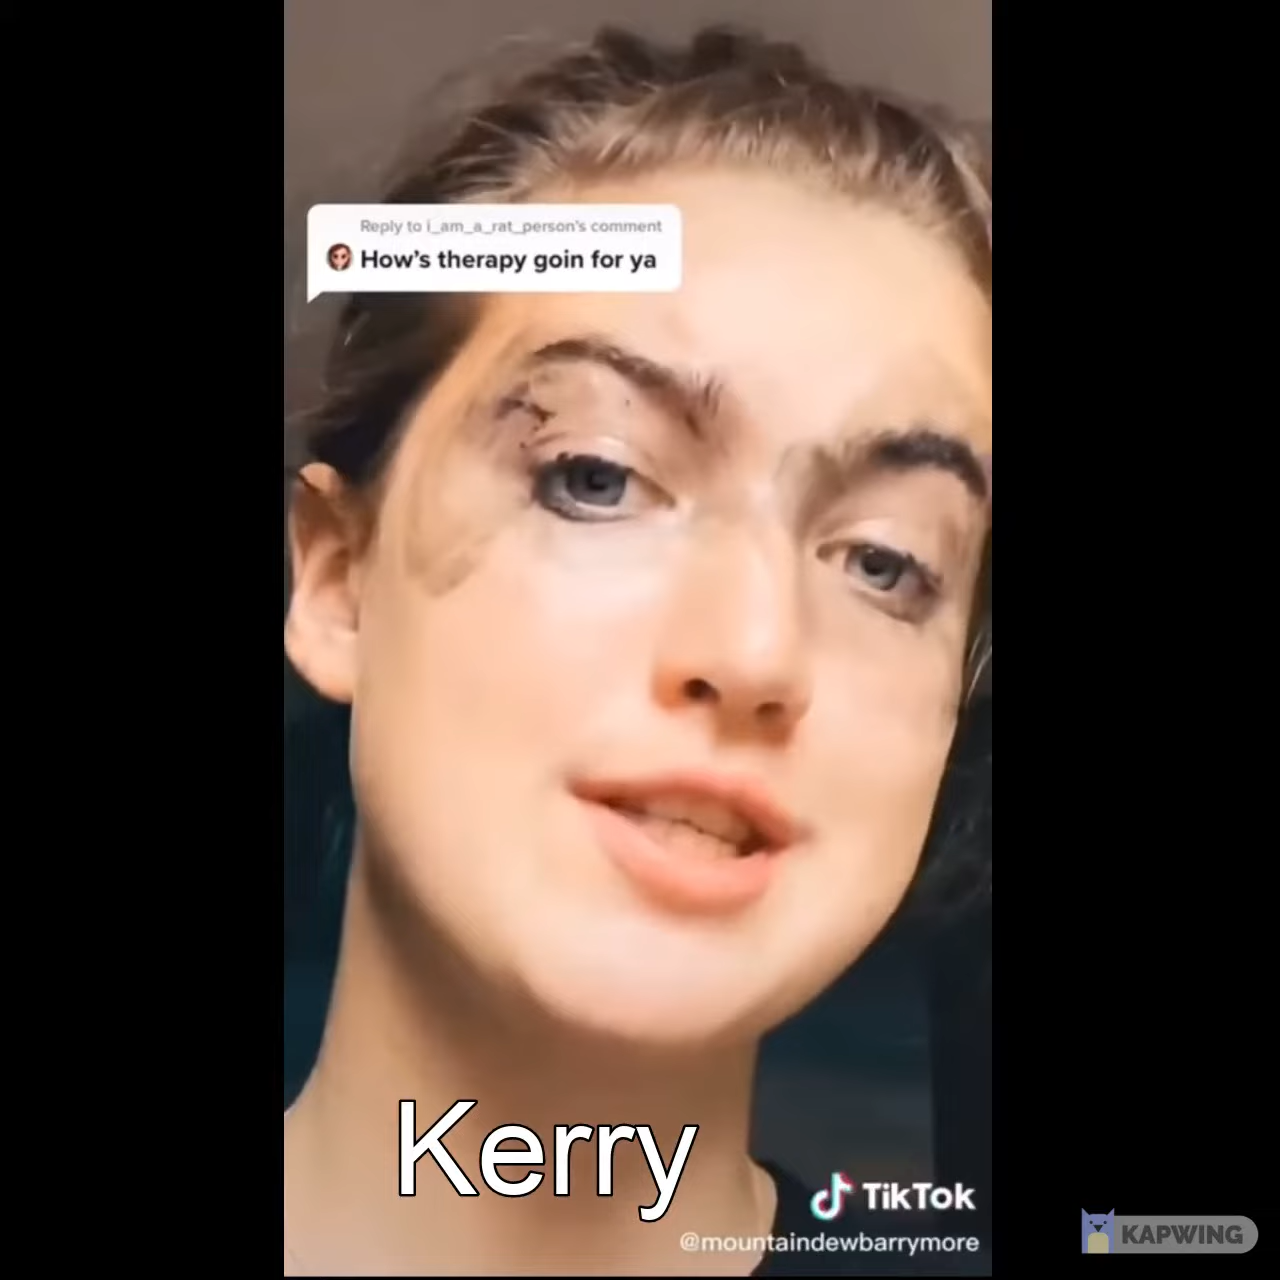 Reply to i_am_a_rat_person's comment
How's therapy goin for ya
Kerry
TikTok
@mountaindewbarrymore
KAPWING